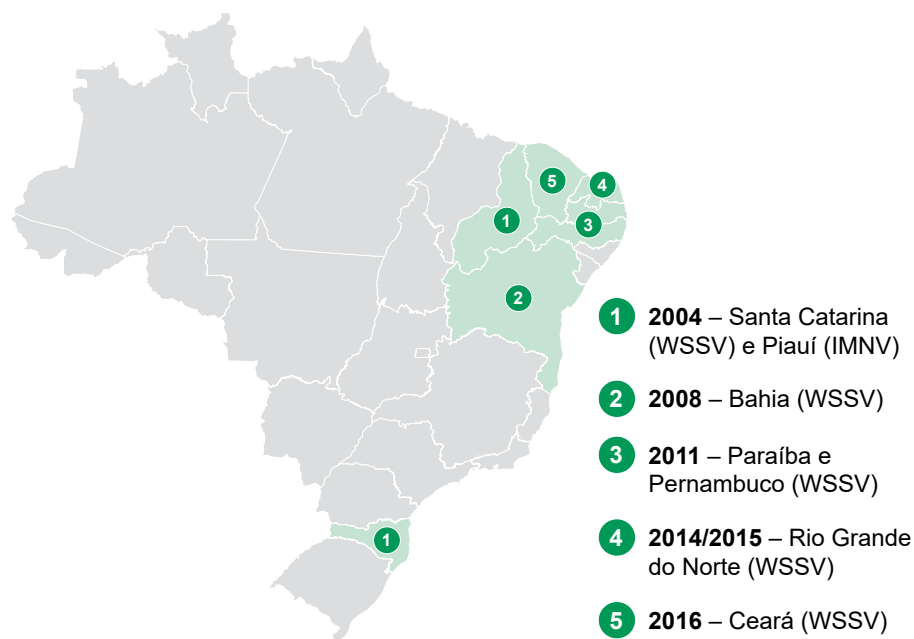 5
4
1
3
2
1
1 2004 – Santa Catarina
(WSSV) e Piauí (IMNV)
2 2008 – Bahia (WSSV)
3 2011 – Paraíba e
Pernambuco (WSSV)
4 2014/2015 – Rio Grande
do Norte (WSSV)
5 2016 – Ceará (WSSV)